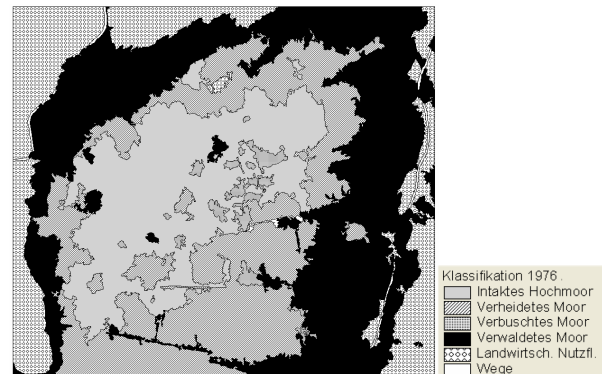 Klassifikation 1976 .
Intaktes Hochmoor
Verheidetes Moor
Verbuschtes Moor
Verwaldetes Moor
Landwirtsch. Nutzfl.
Wege